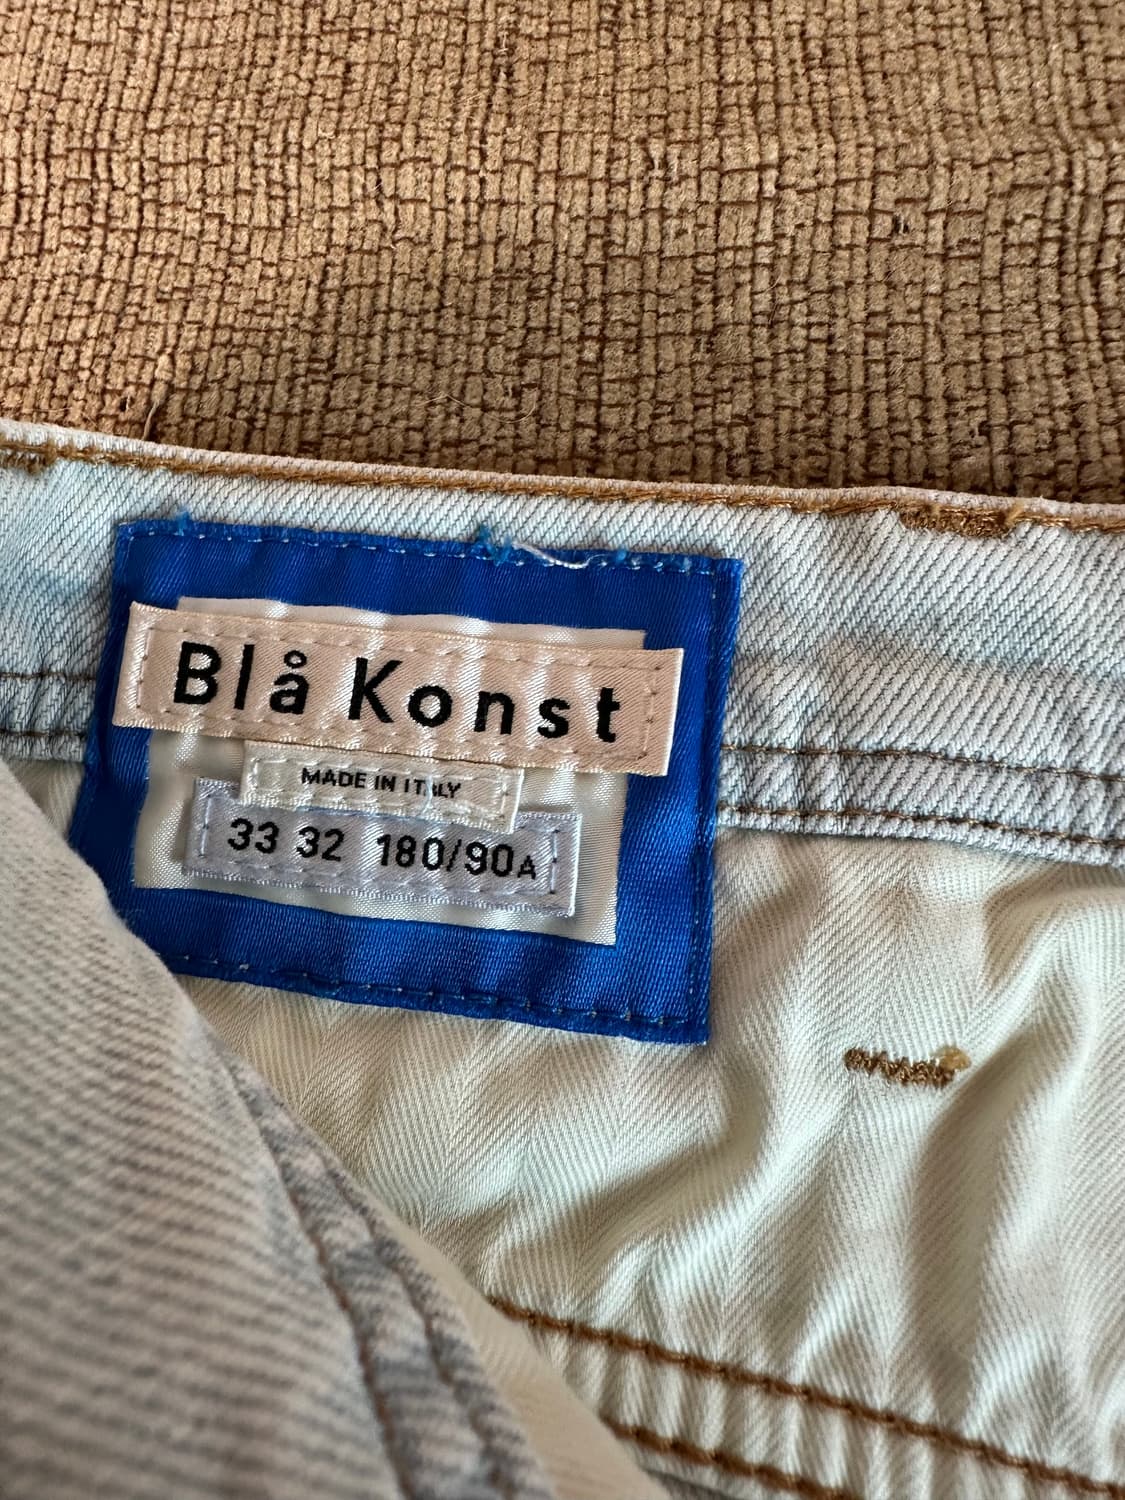 Blå Konst
MADE IN ITALY
33 32 180/90A